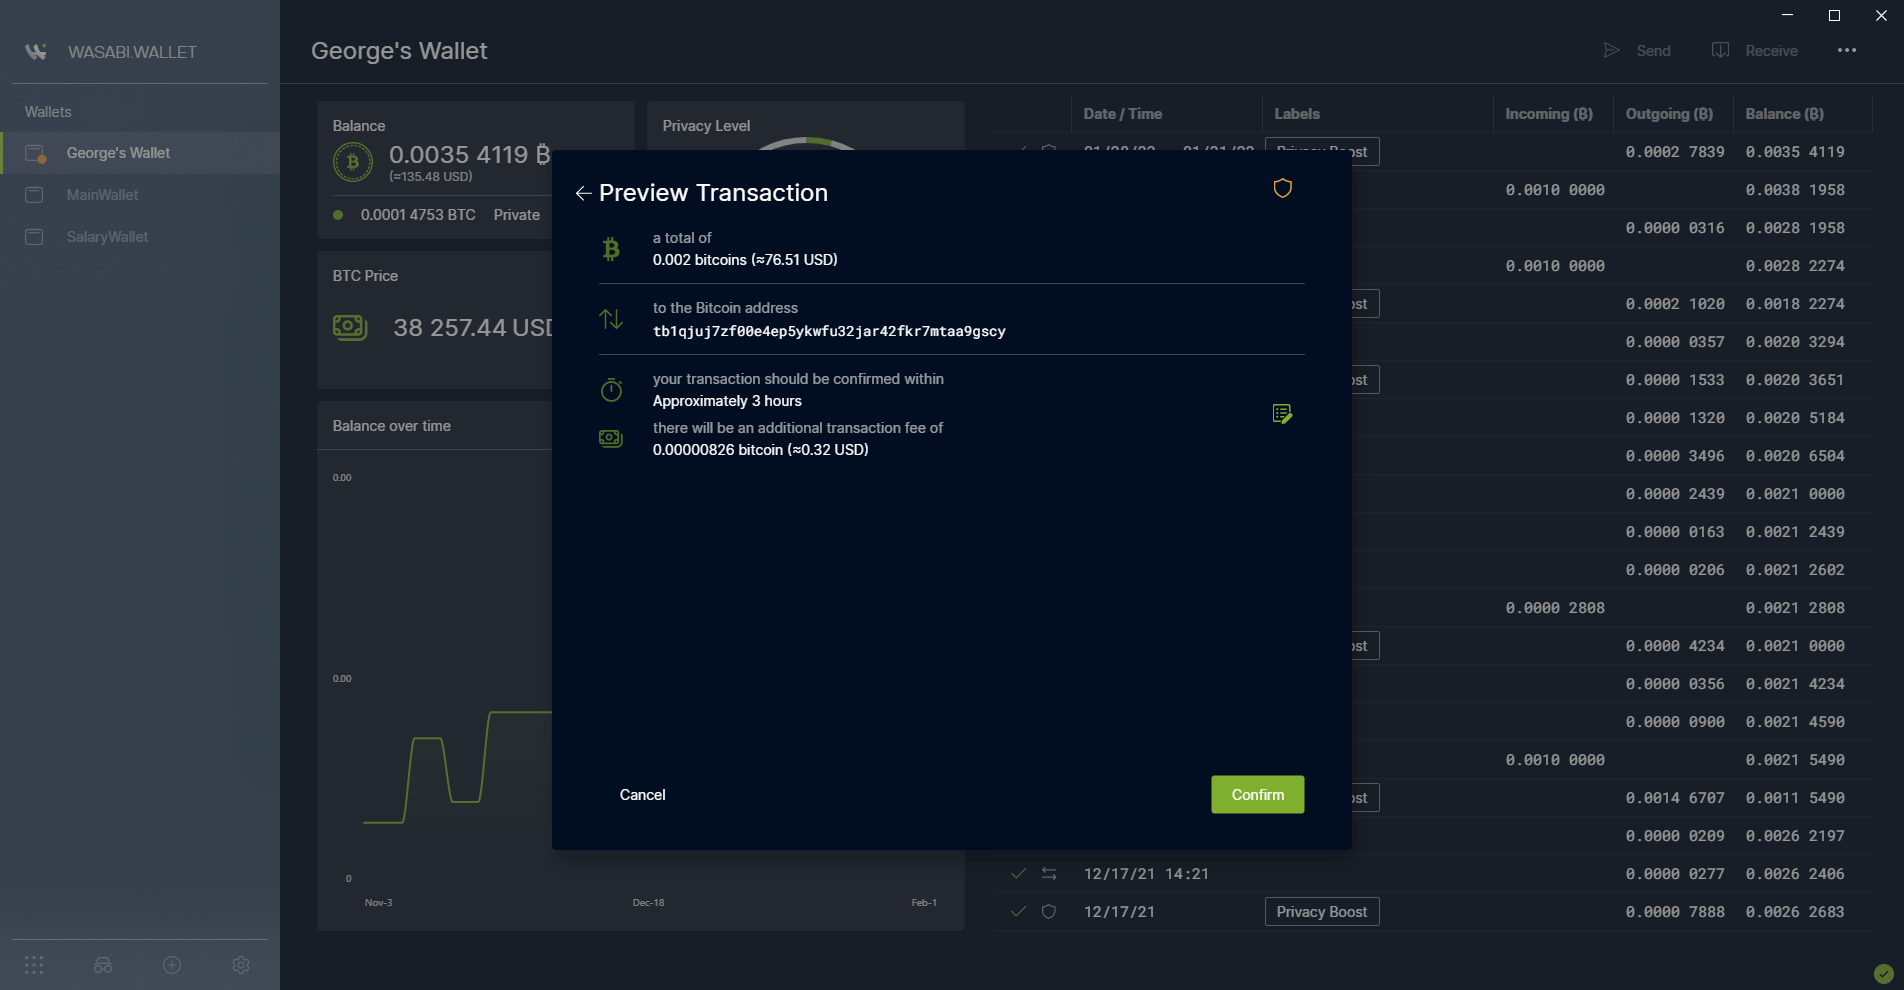 WASABI.WALLET
Wallets
George's Wallet
MainWallet
SalaryWallet
George's Wallet
Send
Receive
Balance
0.0035 4119 ₿
(≈135.48 USD)
0.0001 4753 BTC Private
Privacy Level
BTC Price
38 257.44 USD
Balance over time
0.00
0.00
0
Nov-3
Dec-18
Feb-1
Preview Transaction
a total of
0.002 bitcoins (≈76.51 USD)
to the Bitcoin address
tb1qjuj7zf00e4ep5ykwfu32jar42fkr7mtaa9gscy
your transaction should be confirmed within
Approximately 3 hours
there will be an additional transaction fee of
0.00000826 bitcoin (≈0.32 USD)
Cancel
Confirm
Date / Time Labels Incoming (₿) Outgoing (₿) Balance (₿)
0.0002 7839 0.0035 4119
0.0010 0000 0.0038 1958
0.0000 0316 0.0028 1958
0.0010 0000 0.0028 2274
0.0002 1020 0.0018 2274
0.0000 0357 0.0020 3294
0.0000 1533 0.0020 3651
0.0000 1320 0.0020 5184
0.0000 3496 0.0020 6504
0.0000 2439 0.0021 0000
0.0000 0163 0.0021 2439
0.0000 0206 0.0021 2602
0.0000 2808 0.0021 2808
0.0000 4234 0.0021 0000
0.0000 0356 0.0021 4234
0.0000 0900 0.0021 4590
0.0010 0000 0.0021 5490
0.0014 6707 0.0011 5490
0.0000 0209 0.0026 2197
12/17/21 14:21 0.0000 0277 0.0026 2406
12/17/21 Privacy Boost 0.0000 7888 0.0026 2683